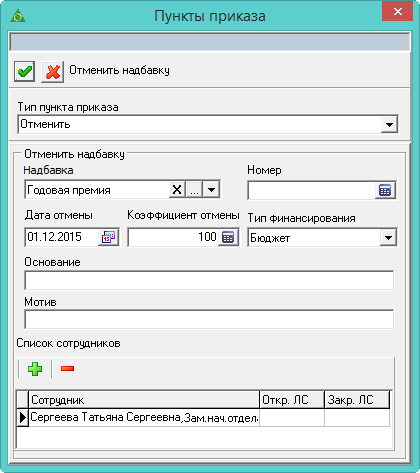 Пункты приказа
Отменить надбавку
Тип пункта приказа
Отменить
Отменить надбавку
Надбавка
Номер
Годовая премия
X
...
Дата отмены
Коэффициент отмены
Тип финансирования
01.12.2015
100
Бюджет
Основание
Мотив
Список сотрудников
Сотрудник
Откр. ЛС
Закр. ЛС
Сергеева Татьяна Сергеевна,Зам.нач.отдел